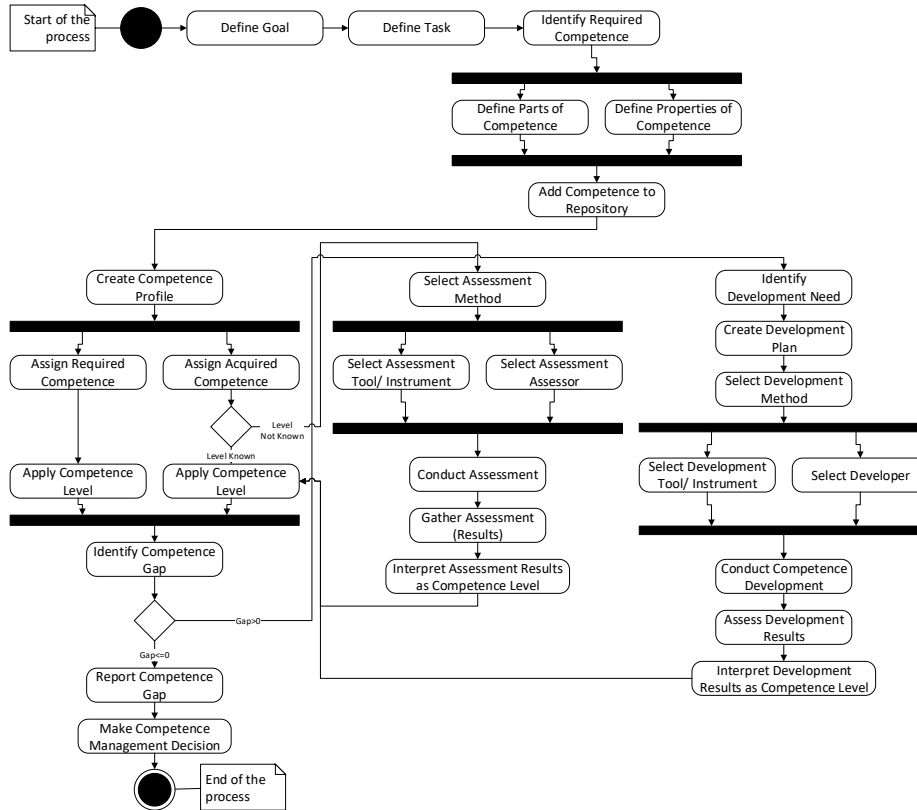 Start of the
process
Define Goal
Define Task
Identify Required
Competence
Define Parts of
Competence
Define Properties of
Competence
Add Competence to
Repository
Create Competence
Profile
Select Assessment
Method
Identify
Development Need
Assign Required
Competence
Assign Acquired
Competence
Select Assessment
Tool/ Instrument
Select Assessment
Assessor
Create Development
Plan
Select Development
Method
Level
Not Known
Level Known
Apply Competence
Level
Apply Competence
Level
Conduct Assessment
Select Development
Tool/ Instrument
Select Developer
Gather Assessment
(Results)
Identify Competence
Gap
Interpret Assessment Results
as Competence Level
Conduct Competence
Development
Gap>0
Assess Development
Results
Gap<=0
Report Competence
Gap
Interpret Development
Results as Competence Level
Make Competence
Management Decision
End of the
process